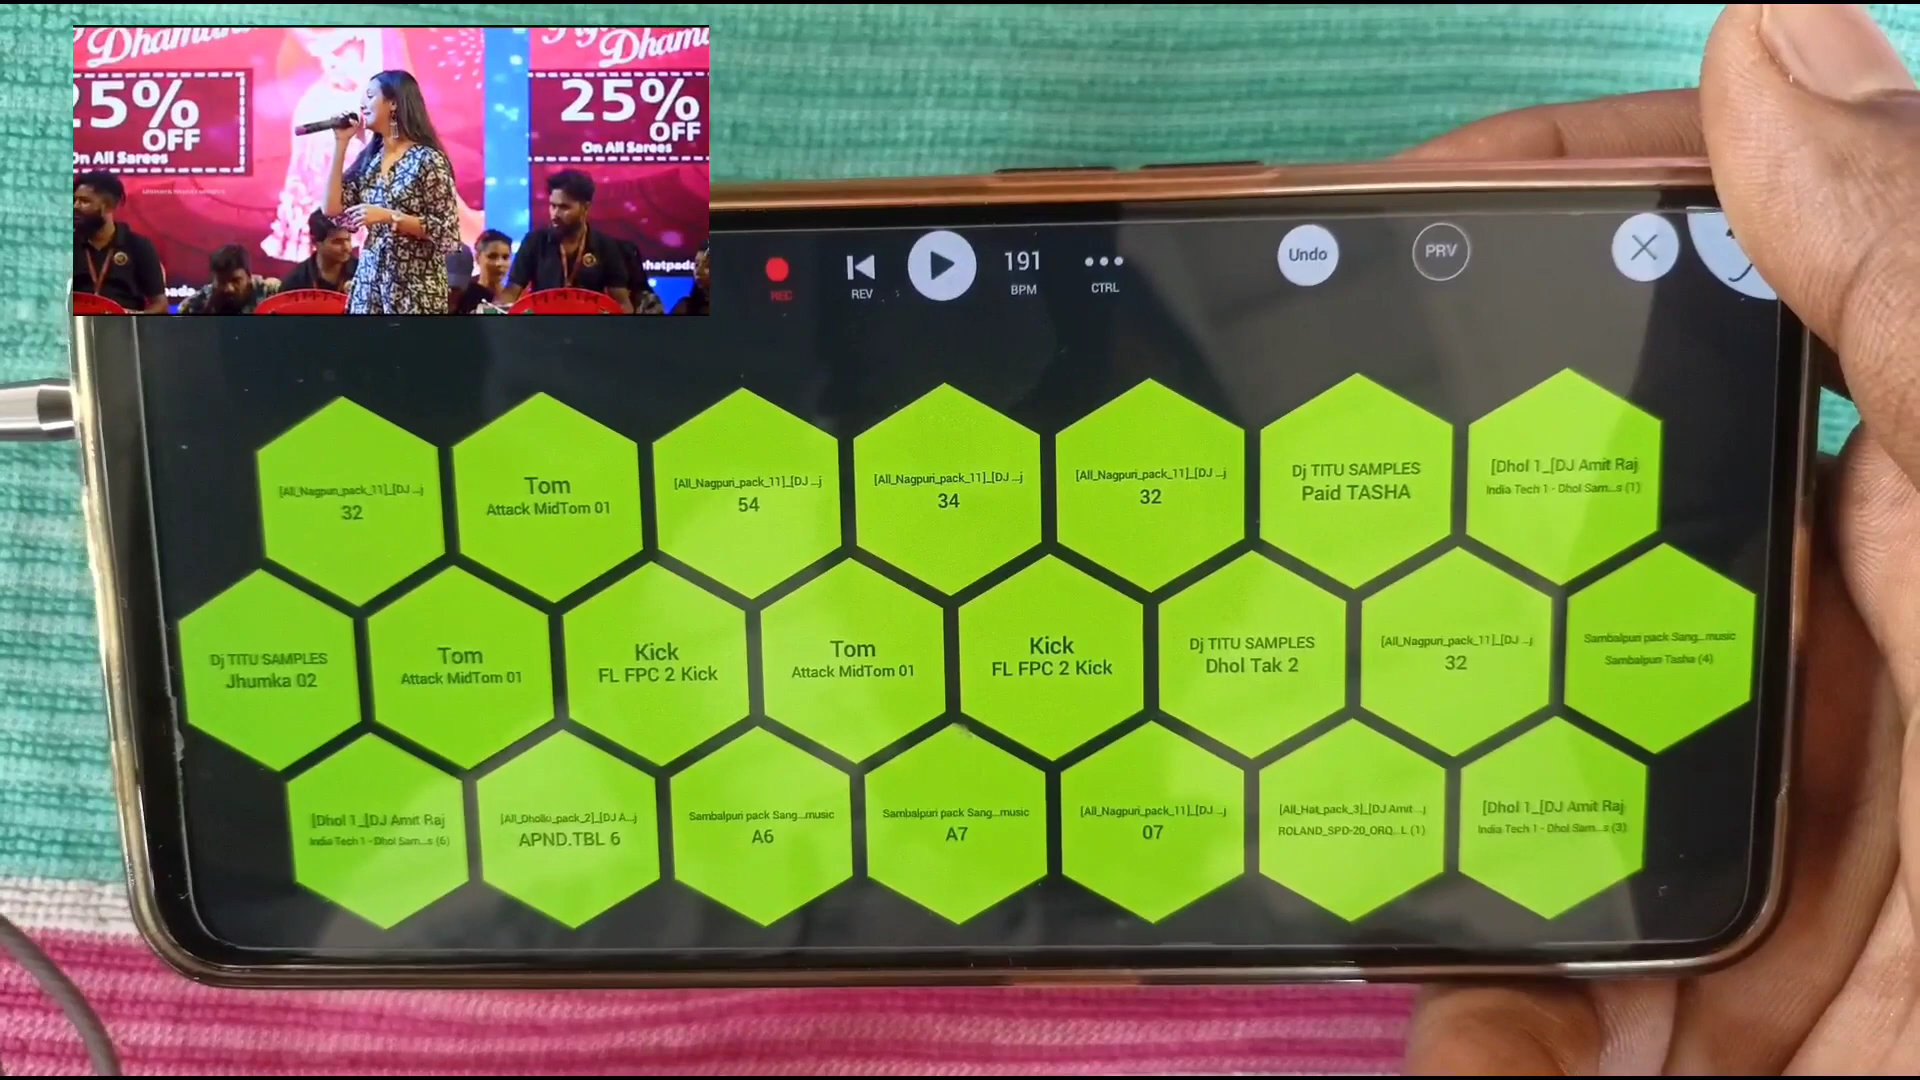 Dhama
Dhama
25%
OFF
On All Sarees
25%
OFF
On All Sarees
hatpada
pada
REC
REV
191
BPM
CTRL
Undo
PRV
[All_Nagpuri_pack_11]_[DJ ...j
32
Tom
Attack MidTom 01
[All_Nagpuri_pack_11]_[DJ ...j
54
[All_Nagpuri_pack_11]_[DJ ...j
34
[All_Nagpuri_pack_11]_[DJ ...j
32
Dj TITU SAMPLES
Paid TASHA
[Dhol 1_[DJ Amit Raj
India Tech 1 - Dhol Sam...s (1)
Dj TITU SAMPLES
Jhumka 02
Tom
Attack MidTom 01
Kick
FL FPC 2 Kick
Tom
Attack MidTom 01
Kick
FL FPC 2 Kick
Dj TITU SAMPLES
Dhol Tak 2
[All_Nagpuri_pack_11]_[DJ ...j
32
Sambalpuri pack Sang...music
Sambalpuri Tasha (4)
[Dhol 1_[DJ Amit Raj
India Tech 1 - Dhol Sam...s (6)
[All_Dholki_pack_2]_[DJ A...j
APND.TBL 6
Sambalpuri pack Sang...music
A6
Sambalpuri pack Sang...music
A7
[All_Nagpuri_pack_11]_[DJ ...j
07
[All_Hat_pack_3]_[DJ Amit ...j
ROLAND_SPD-20_ORQ...L (1)
[Dhol 1_[DJ Amit Raj
India Tech 1 - Dhol Sam...s (3)